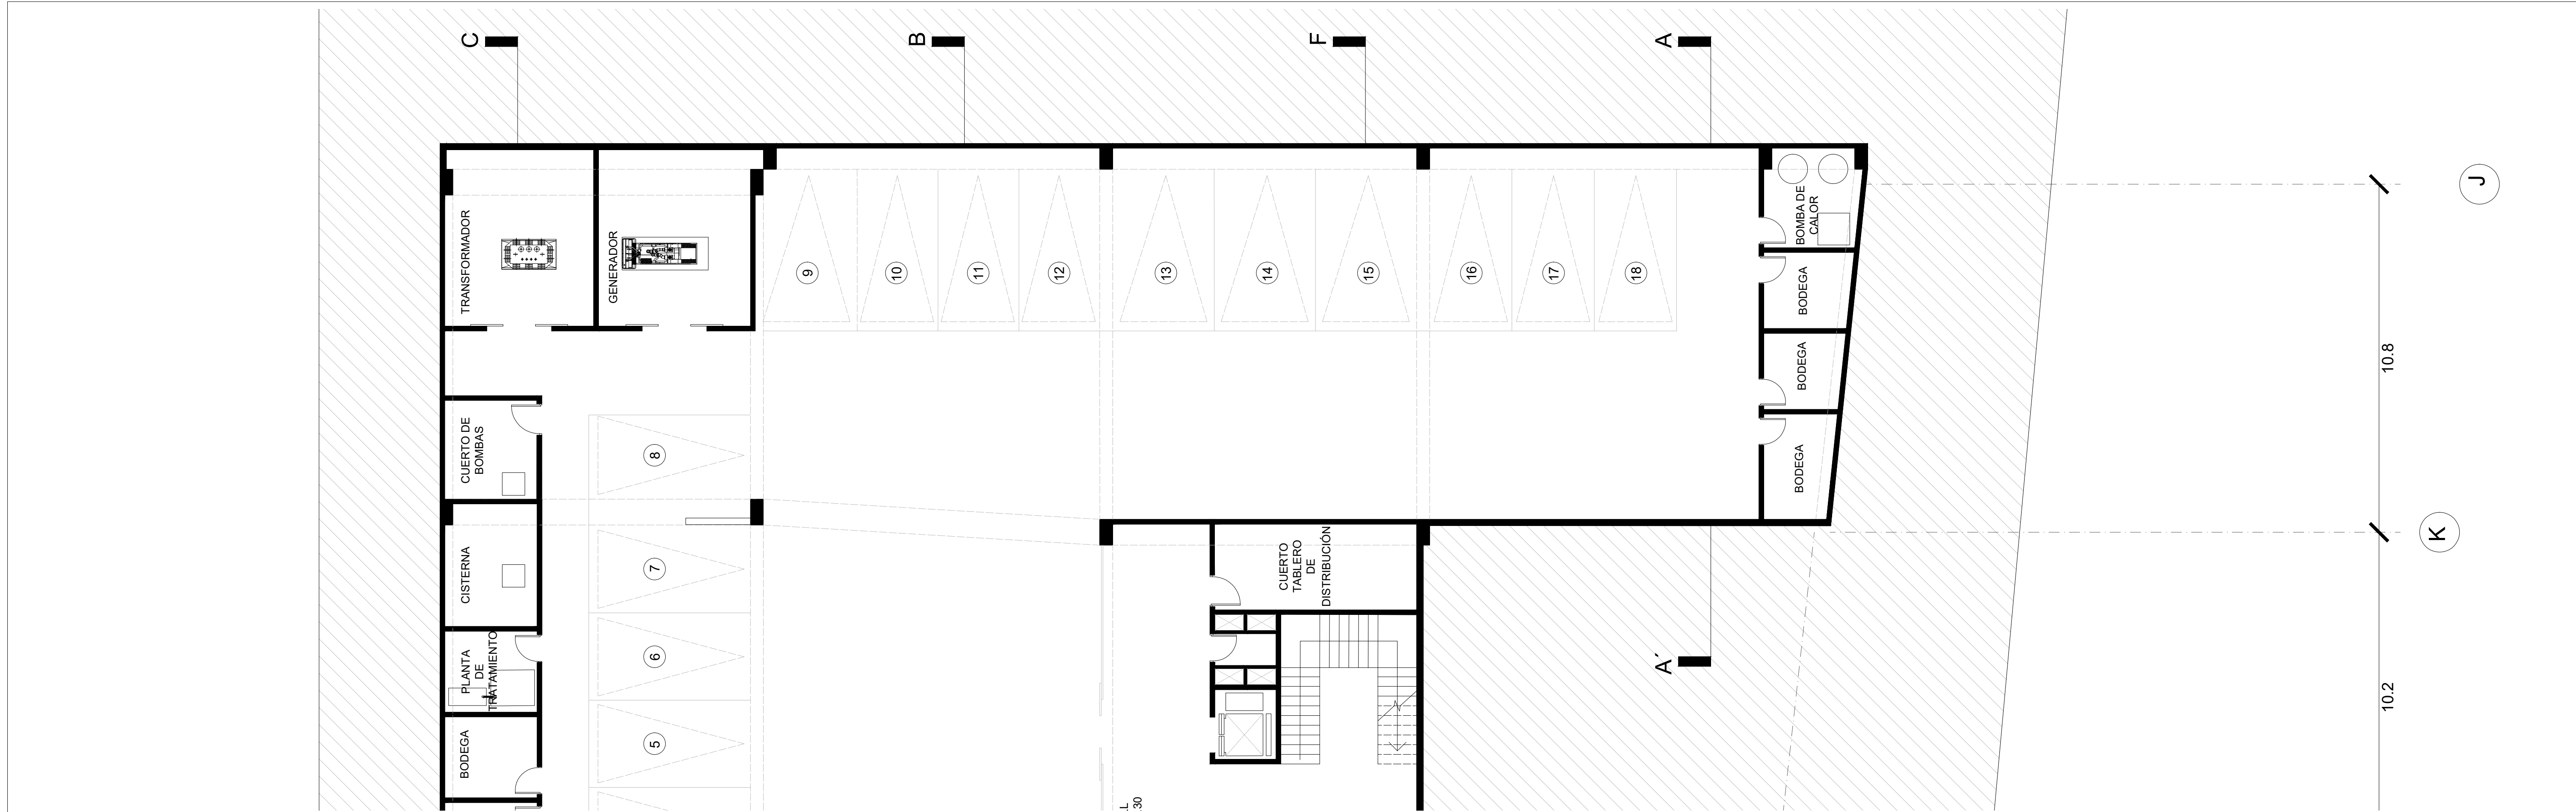 C
B
F
A
J
TRANSFORMADOR
GENERADOR
9
10
11
12
13
14
15
16
17
18
BOMBA DE
CALOR
BODEGA
BODEGA
BODEGA
10.8
CUERTO DE
BOMBAS
8
K
CISTERNA
7
CUERTO
TABLERO
DE
DISTRIBUCIÓN
PLANTA
DE
TRATAMIENTO
6
A´
10.2
BODEGA
5